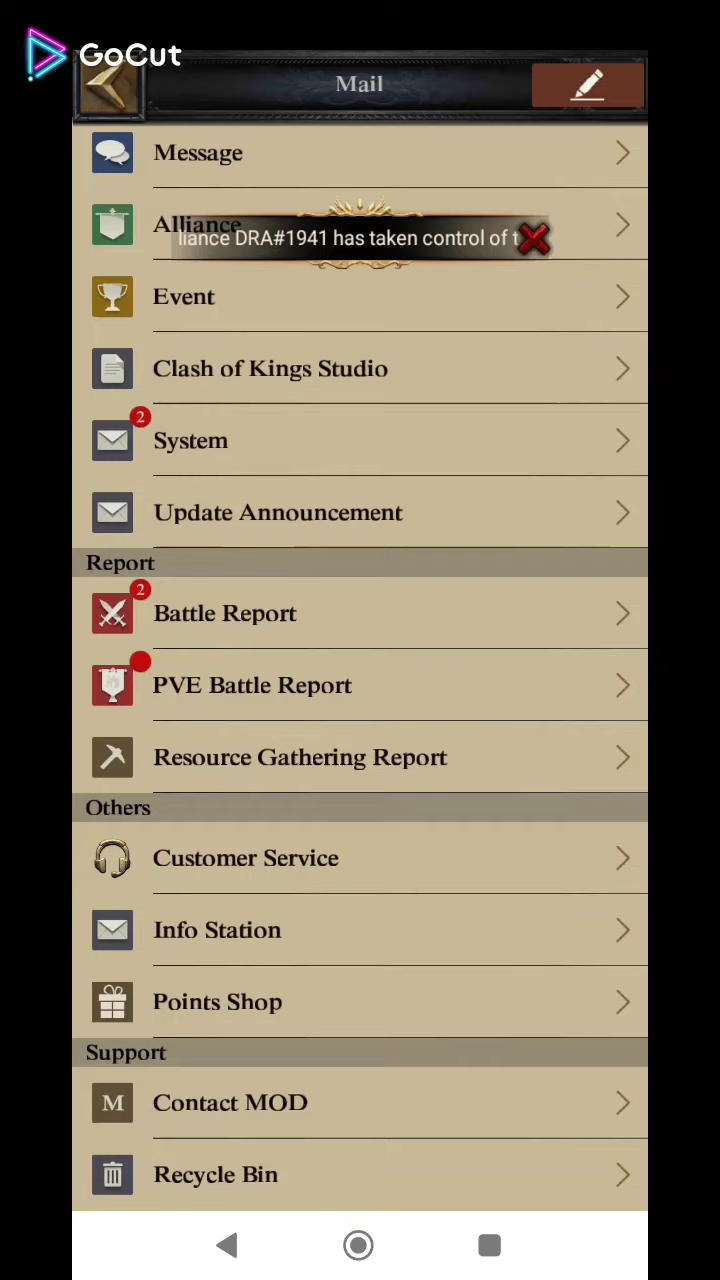 GoCut
Mail
Message
Alliance
liance DRA#1941 has taken control of t
Event
Clash of Kings Studio
2
System
Update Announcement
Report
2
Battle Report
PVE Battle Report
Resource Gathering Report
Others
Customer Service
Info Station
Points Shop
Support
M
Contact MOD
Recycle Bin